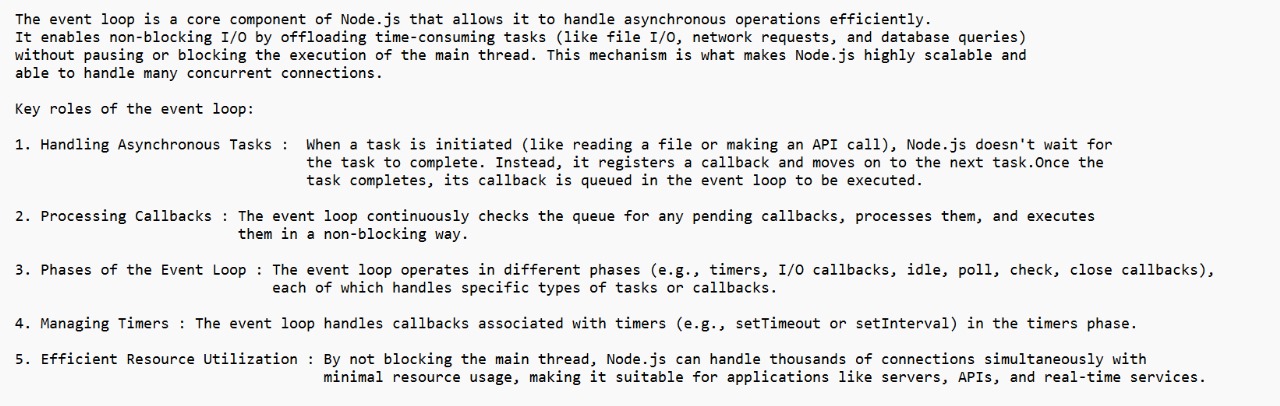 The event loop is a core component of Node.js that allows it to handle asynchronous operations efficiently.
It enables non-blocking I/O by offloading time-consuming tasks (like file I/O, network requests, and database queries)
without pausing or blocking the execution of the main thread. This mechanism is what makes Node.js highly scalable and
able to handle many concurrent connections.
Key roles of the event loop:
1. Handling Asynchronous Tasks : When a task is initiated (like reading a file or making an API call), Node.js doesn't wait for
the task to complete. Instead, it registers a callback and moves on to the next task.Once the
task completes, its callback is queued in the event loop to be executed.
2. Processing Callbacks : The event loop continuously checks the queue for any pending callbacks, processes them, and executes
them in a non-blocking way.
3. Phases of the Event Loop : The event loop operates in different phases (e.g., timers, I/O callbacks, idle, poll, check, close callbacks),
each of which handles specific types of tasks or callbacks.
4. Managing Timers : The event loop handles callbacks associated with timers (e.g., setTimeout or setInterval) in the timers phase.
5. Efficient Resource Utilization : By not blocking the main thread, Node.js can handle thousands of connections simultaneously with
minimal resource usage, making it suitable for applications like servers, APIs, and real-time services.